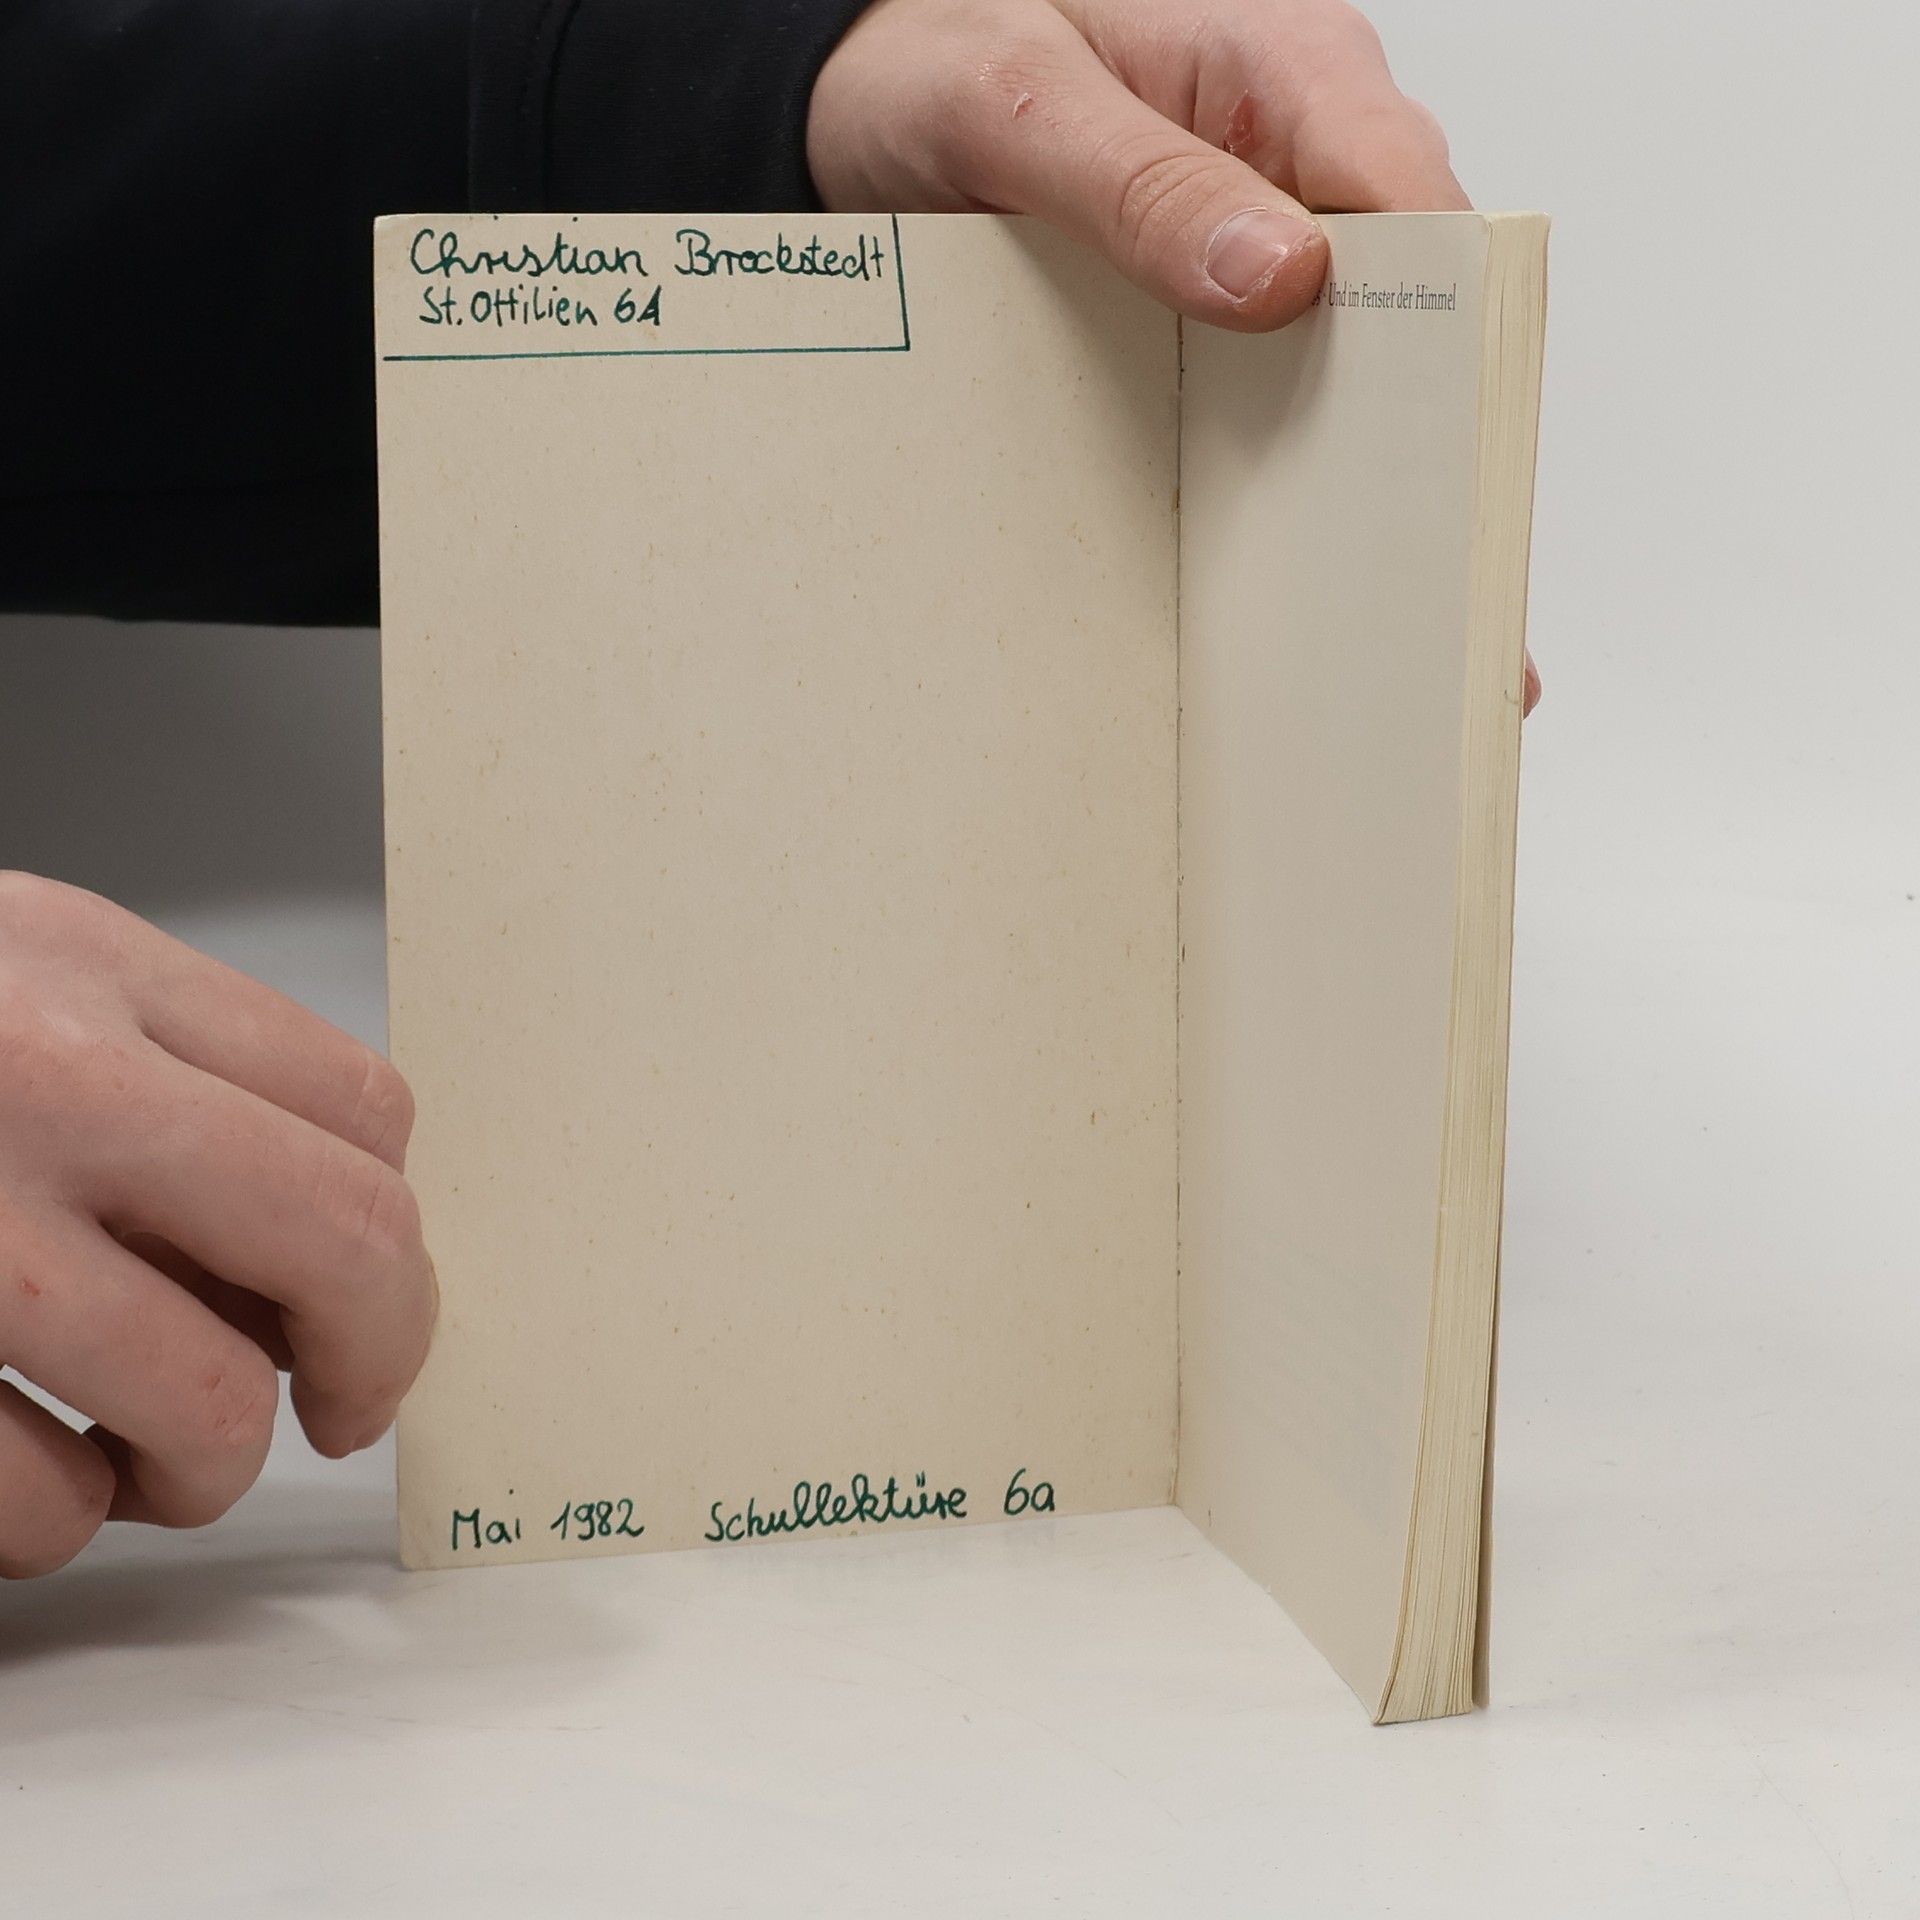 Christian Brockstedt
St. Ottilien 6A
· Und im Fenster der Himmel
Mai 1982 Schullektüre 6a